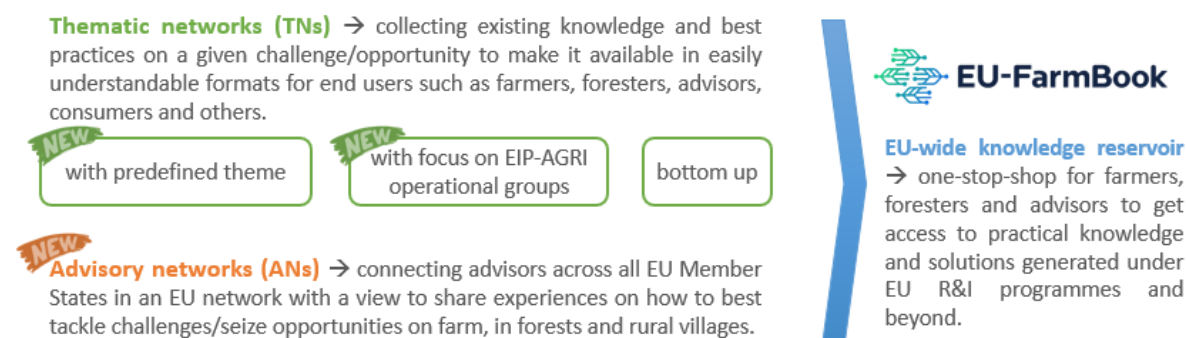 Thematic networks (TNs) → collecting existing knowledge and best
practices on a given challenge/opportunity to make it available in easily
understandable formats for end users such as farmers, foresters, advisors,
consumers and others.
NEW
with predefined theme
NEW
with focus on EIP-AGRI
operational groups
bottom up
NEW
Advisory networks (ANs) → connecting advisors across all EU Member
States in an EU network with a view to share experiences on how to best
tackle challenges/seize opportunities on farm, in forests and rural villages.
EU-FarmBook
EU-wide knowledge reservoir
→ one-stop-shop for farmers,
foresters and advisors to get
access to practical knowledge
and solutions generated under
EU R&I programmes and
beyond.